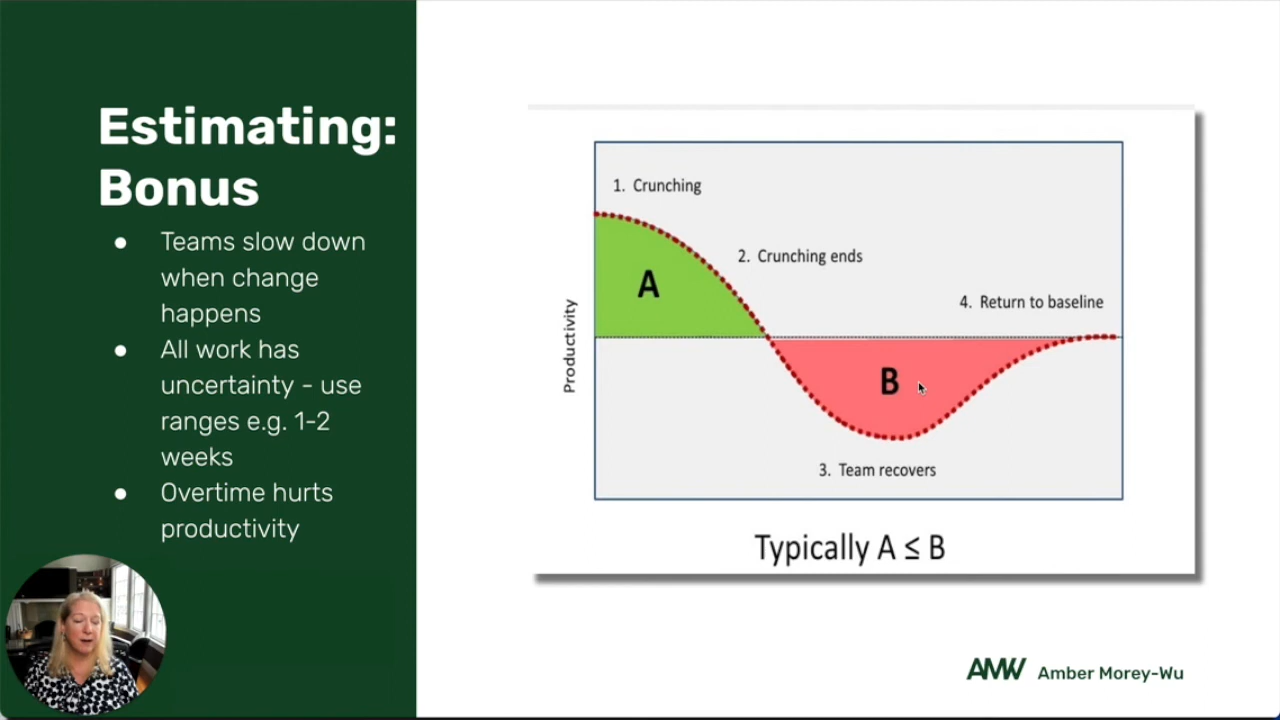 Estimating:
Bonus
● Teams slow down
when change
happens
● All work has
uncertainty - use
ranges e.g. 1-2
weeks
● Overtime hurts
productivity
1. Crunching
A
2. Crunching ends
4. Return to baseline
Productivity
B
3. Team recovers
Typically A ≤ B
AMW Amber Morey-Wu